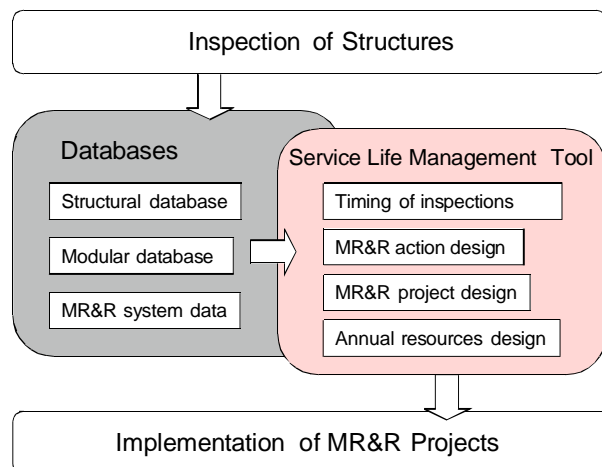 Inspection of Structures
Databases
Structural database
Modular database
MR&R system data
Service Life Management Tool
Timing of inspections
MR&R action design
MR&R project design
Annual resources design
Implementation of MR&R Projects